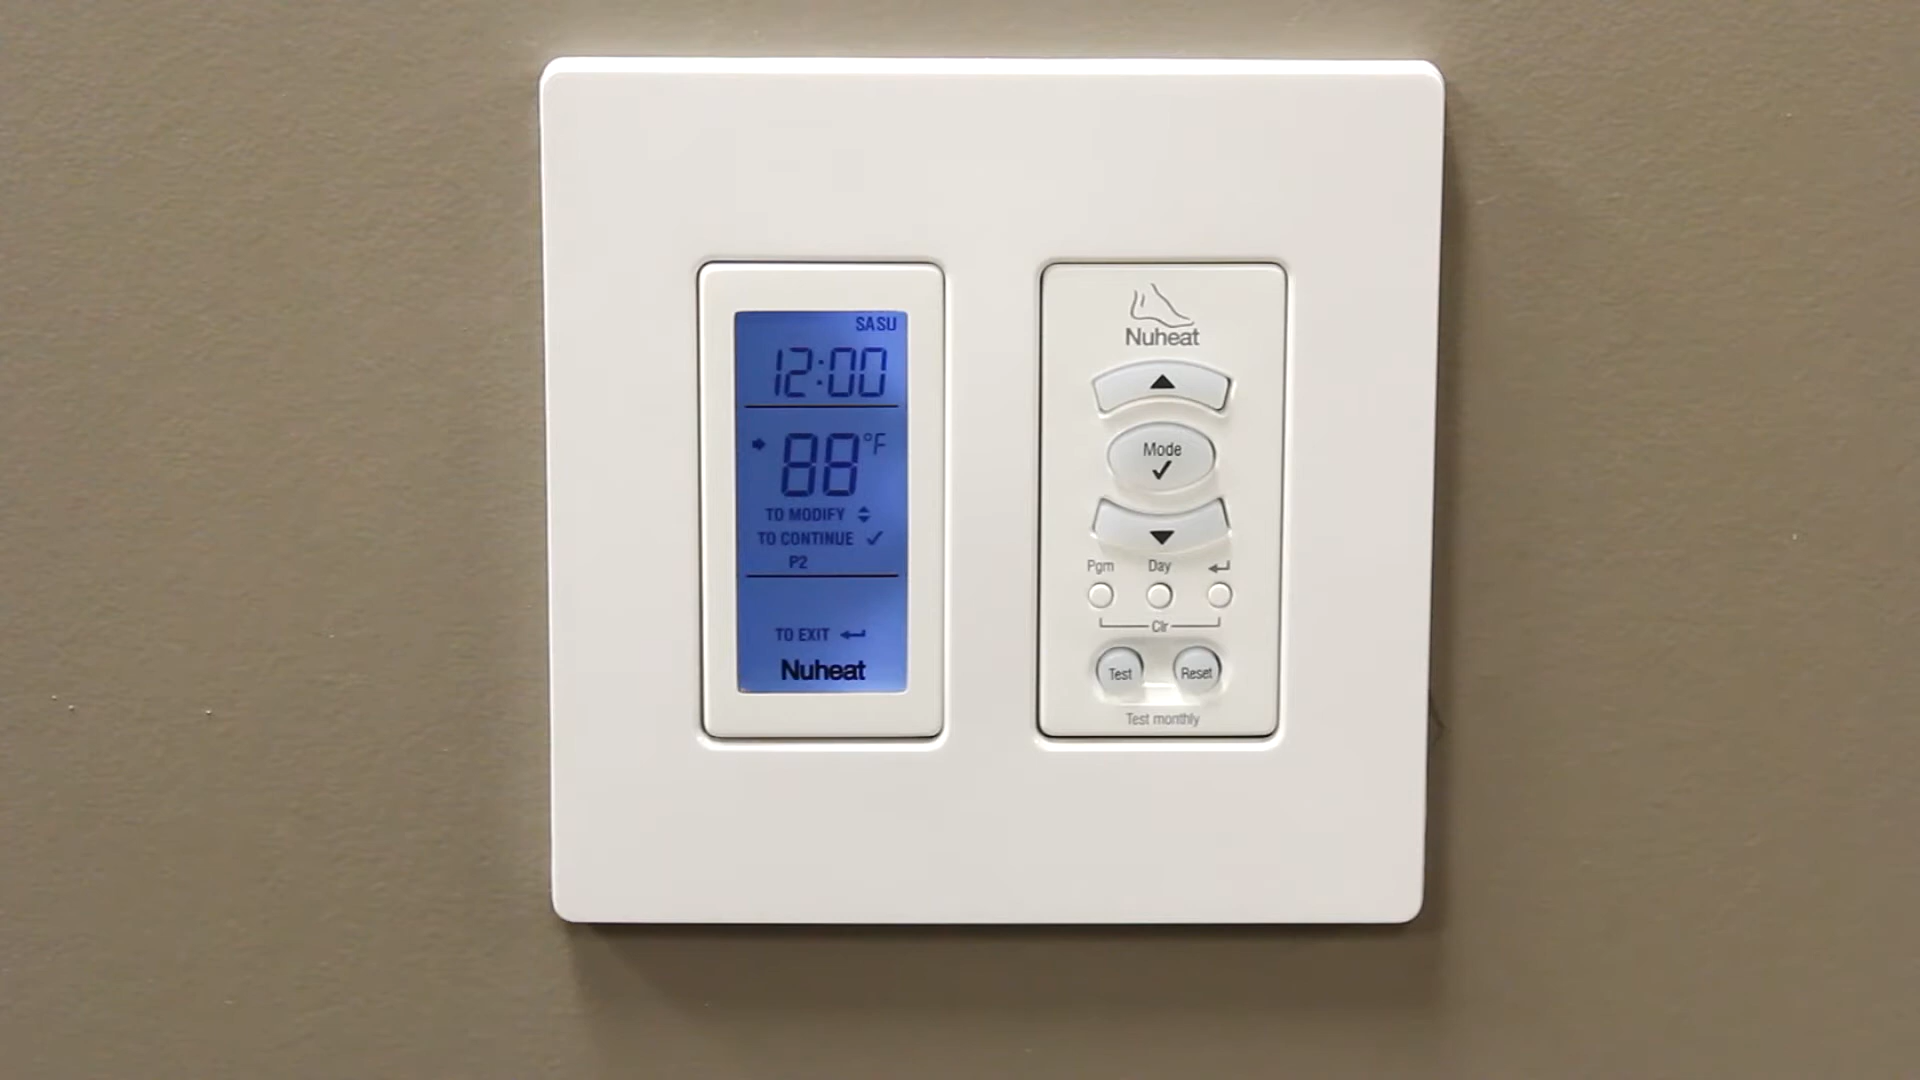 SA SU
12:00
88°F
TO MODIFY
TO CONTINUE ✓
P2
TO EXIT
Nuheat
Nuheat
Mode
✓
Pgm Day
Clr
Test Reset
Test monthly